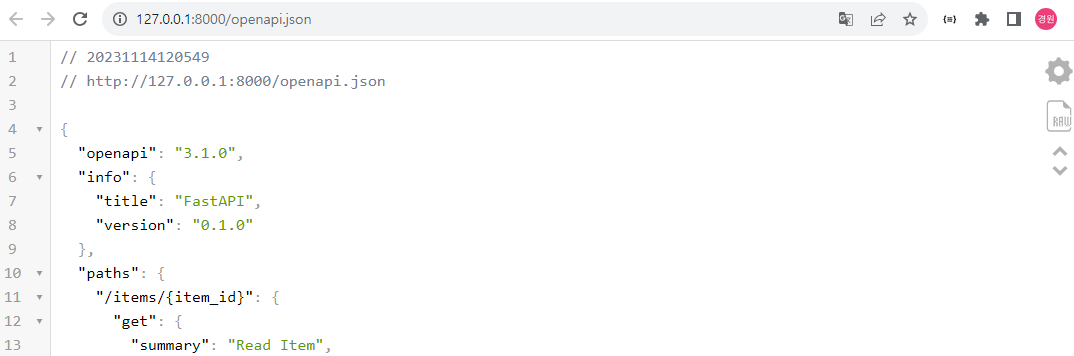 127.0.0.1:8000/openapi.json
경원
1 // 20231114120549
2 // http://127.0.0.1:8000/openapi.json
3
4 {
5 "openapi": "3.1.0",
6 "info": {
7 "title": "FastAPI",
8 "version": "0.1.0"
9 },
10 "paths": {
11 "/items/{item_id}": {
12 "get": {
13 "summary": "Read Item",
RAW